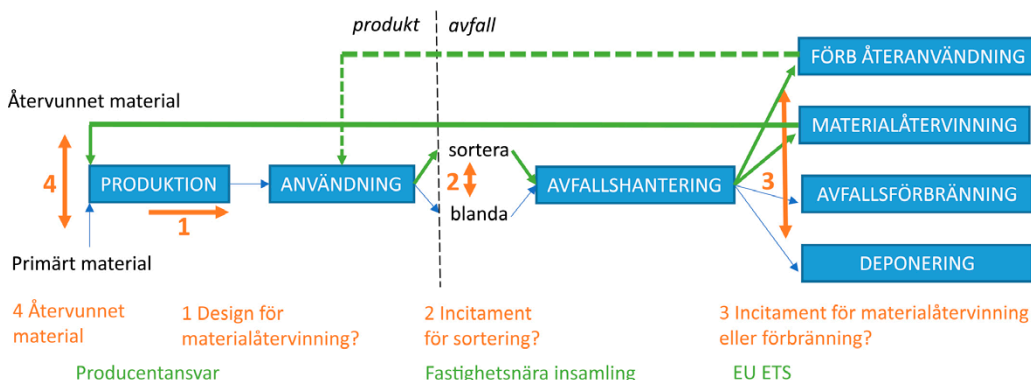 produkt
avfall
FÖRB ÅTERANVÄNDNING
Återvunnet material
MATERIALÅTERVINNING
sortera
4
PRODUKTION
ANVÄNDNING
2
AVFALLSHANTERING
3
AVFALLSFÖRBRÄNNING
1
blanda
Primärt material
DEPONERING
4 Återvunnet
material
1 Design för
materialåtervinning?
2 Incitament
för sortering?
3 Incitament för materialåtervinning
eller förbränning?
Producentansvar
Fastighetsnära insamling
EU ETS